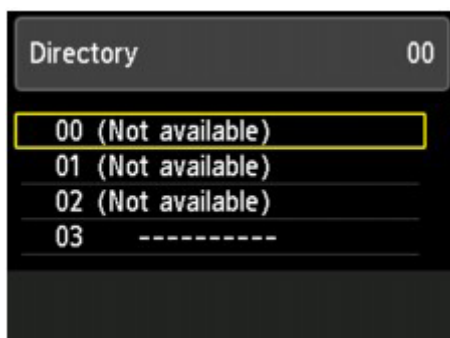 Directory 00
00 (Not available)
01 (Not available)
02 (Not available)
03 ----------